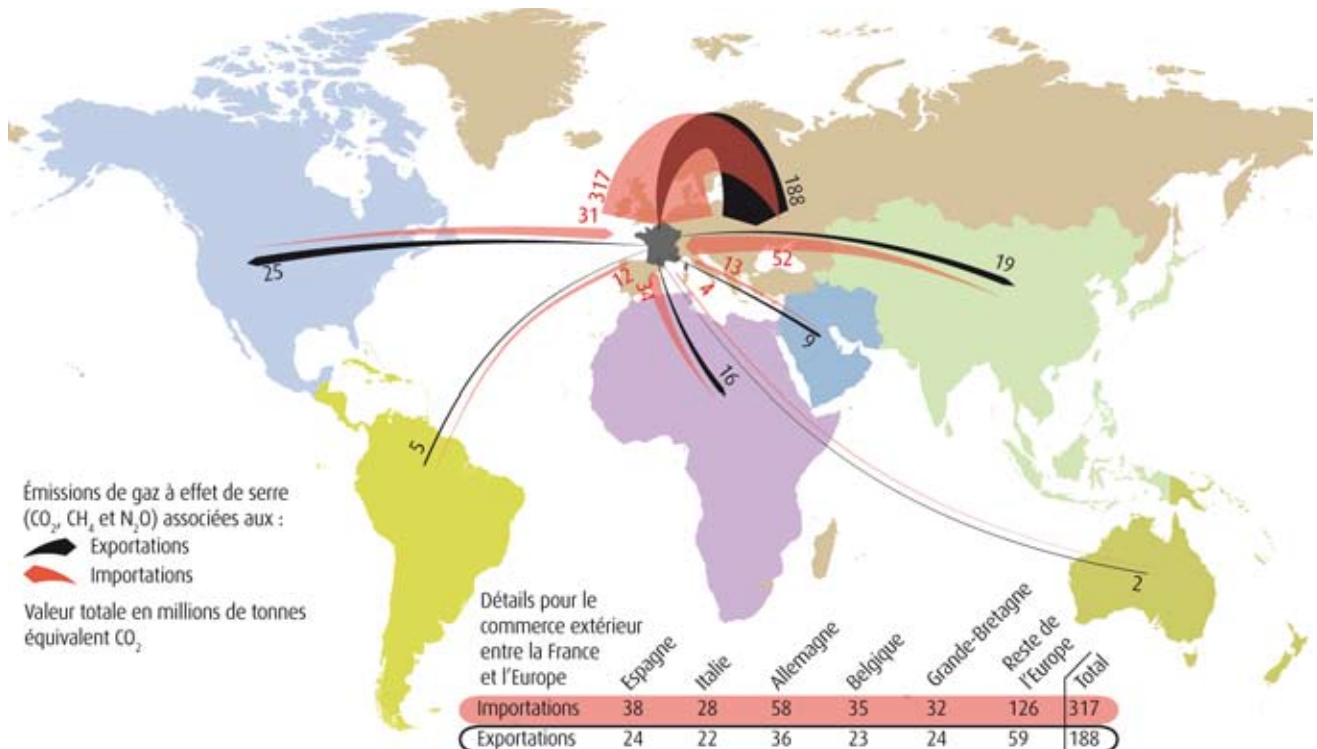 317
31
188
25
52
19
13
12
4
34
9
16
5
2
Émissions de gaz à effet de serre
(CO₂, CH₄ et N₂O) associées aux :
Exportations
Importations
Valeur totale en millions de tonnes
équivalent CO₂
Détails pour le
commerce extérieur
entre la France
et l'Europe
Espagne
Italie
Allemagne
Belgique
Grande-Bretagne
Reste de
l'Europe
Total
Importations 38 28 58 35 32 126 317
Exportations 24 22 36 23 24 59 188